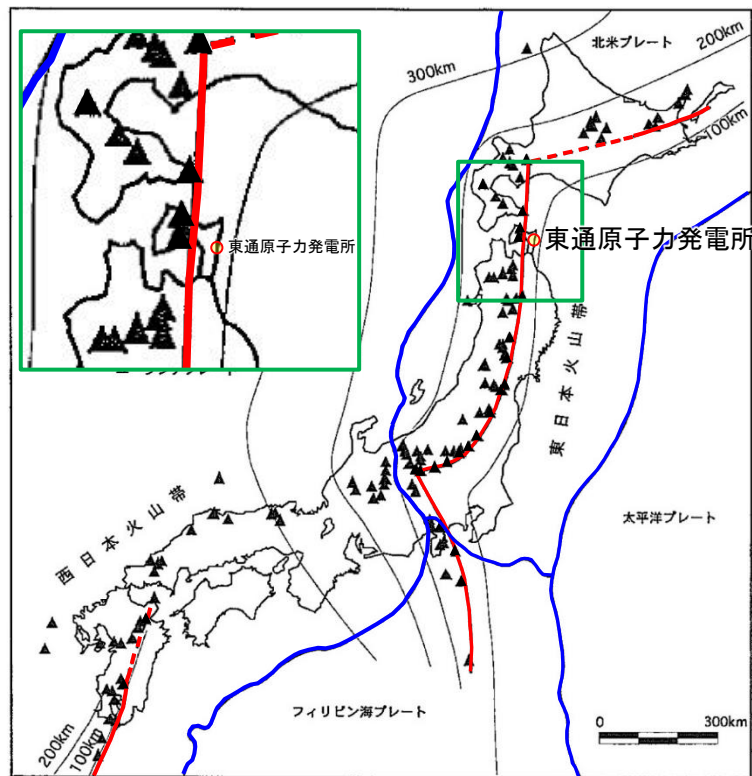 北米プレート
200km
300km
100km
東通原子力発電所
東通原子力発電所
東日本火山帯
太平洋プレート
西日本火山帯
フィリピン海プレート
0 300km
200km
100km